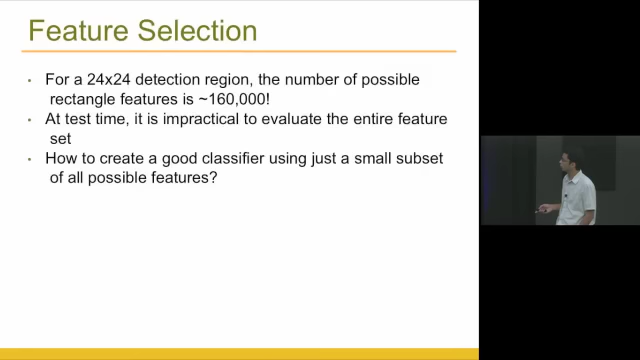 Feature Selection
· For a 24x24 detection region, the number of possible
rectangle features is ~160,000!
· At test time, it is impractical to evaluate the entire feature
set
· How to create a good classifier using just a small subset
of all possible features?